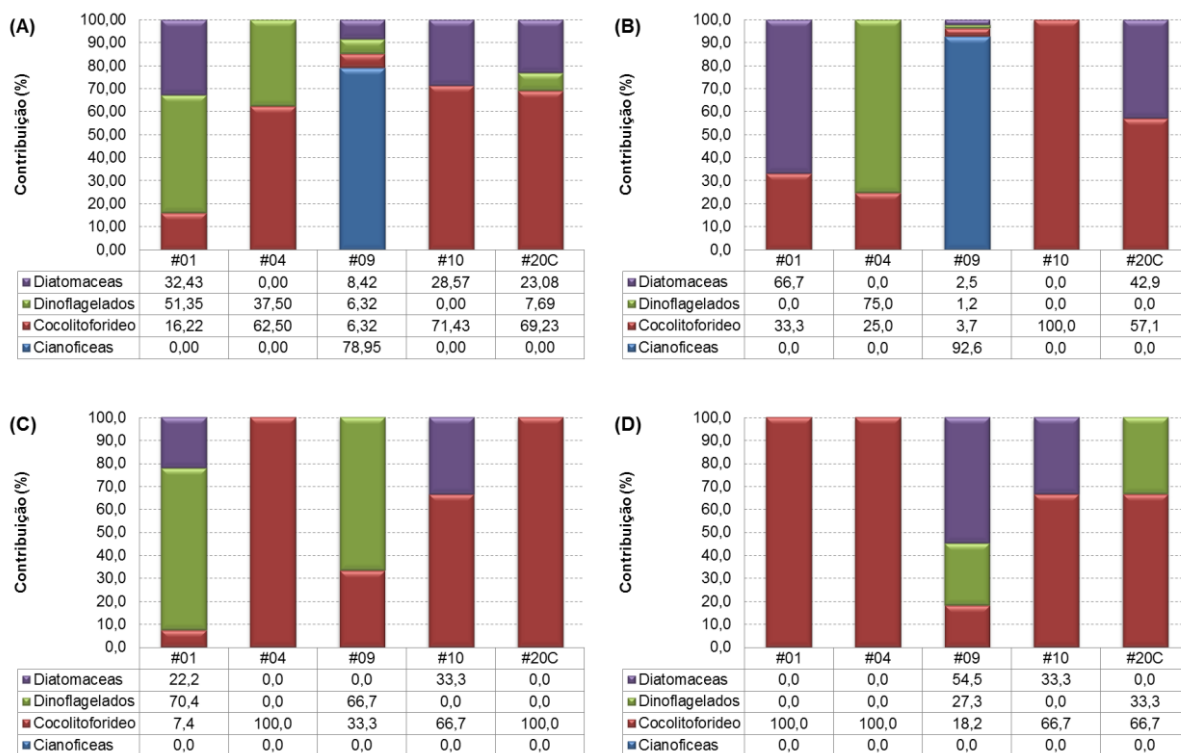 (A)
Contribuição (%)
100,00
90,00
80,00
70,00
60,00
50,00
40,00
30,00
20,00
10,00
0,00
#01 #04 #09 #10 #20C
Diatomaceas 32,43 0,00 8,42 28,57 23,08
Dinoflagelados 51,35 37,50 6,32 0,00 7,69
Cocolitoforideo 16,22 62,50 6,32 71,43 69,23
Cianoficeas 0,00 0,00 78,95 0,00 0,00
(B)
Contribuição (%)
100,0
90,0
80,0
70,0
60,0
50,0
40,0
30,0
20,0
10,0
0,0
#01 #04 #09 #10 #20C
Diatomaceas 66,7 0,0 2,5 0,0 42,9
Dinoflagelados 0,0 75,0 1,2 0,0 0,0
Cocolitoforideo 33,3 25,0 3,7 100,0 57,1
Cianoficeas 0,0 0,0 92,6 0,0 0,0
(C)
Contribuição (%)
100,0
90,0
80,0
70,0
60,0
50,0
40,0
30,0
20,0
10,0
0,0
#01 #04 #09 #10 #20C
Diatomaceas 22,2 0,0 0,0 33,3 0,0
Dinoflagelados 70,4 0,0 66,7 0,0 0,0
Cocolitoforideo 7,4 100,0 33,3 66,7 100,0
Cianoficeas 0,0 0,0 0,0 0,0 0,0
(D)
Contribuição (%)
100,0
90,0
80,0
70,0
60,0
50,0
40,0
30,0
20,0
10,0
0,0
#01 #04 #09 #10 #20C
Diatomaceas 0,0 0,0 54,5 33,3 0,0
Dinoflagelados 0,0 0,0 27,3 0,0 33,3
Cocolitoforideo 100,0 100,0 18,2 66,7 66,7
Cianoficeas 0,0 0,0 0,0 0,0 0,0